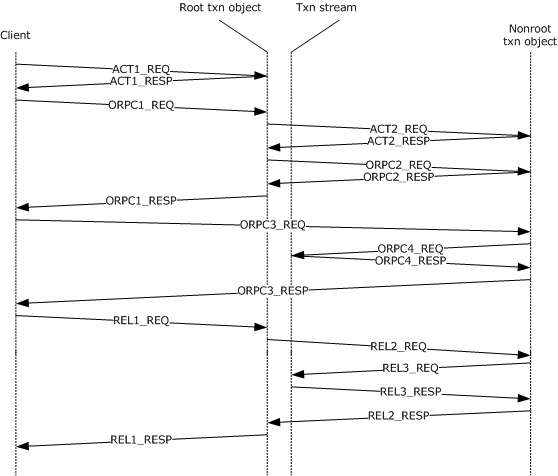 Root txn object
Txn stream
Client
Nonroot
txn object
ACT1_REQ
ACT1_RESP
ORPC1_REQ
ACT2_REQ
ACT2_RESP
ORPC2_REQ
ORPC2_RESP
ORPC1_RESP
ORPC3_REQ
ORPC4_REQ
ORPC4_RESP
ORPC3_RESP
REL1_REQ
REL2_REQ
REL3_REQ
REL3_RESP
REL2_RESP
REL1_RESP